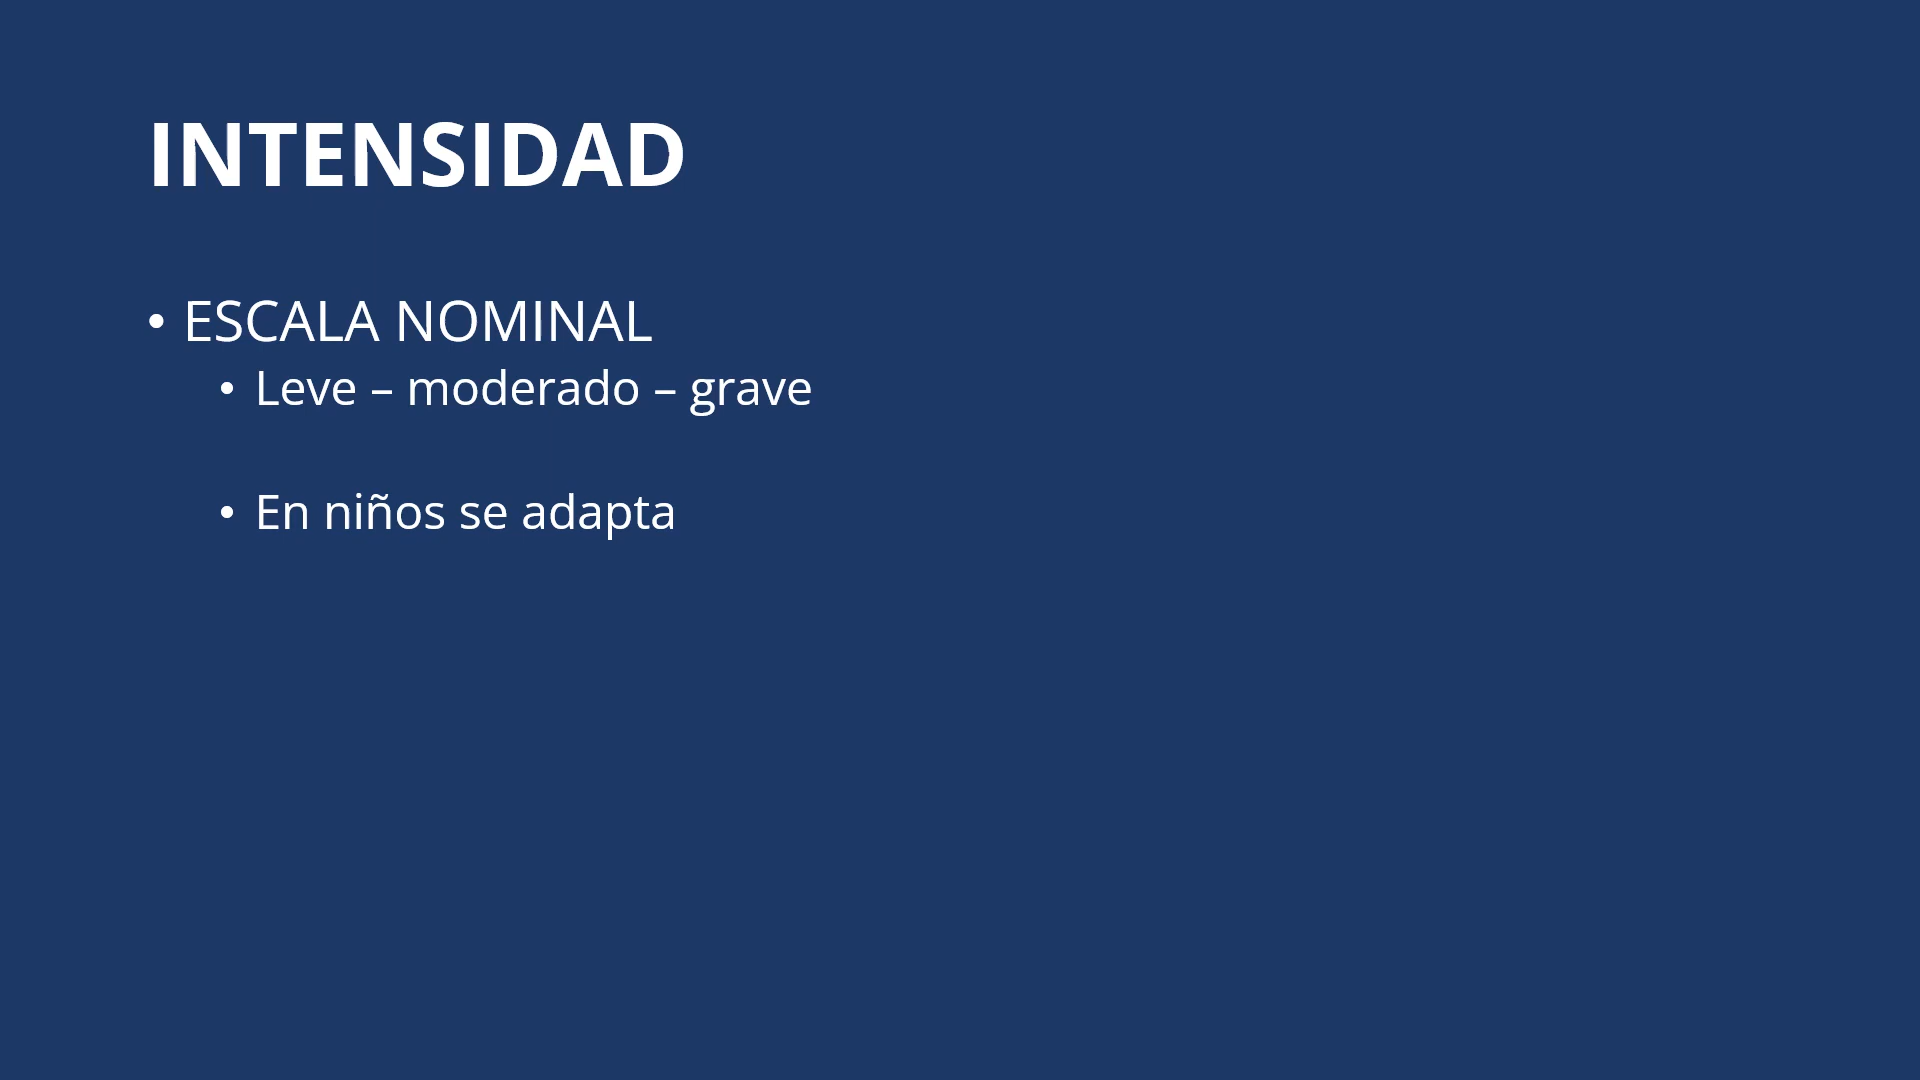 INTENSIDAD
• ESCALA NOMINAL
• Leve – moderado – grave
• En niños se adapta